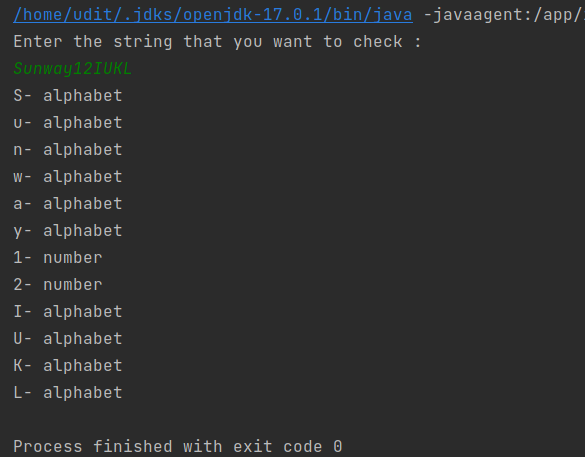 /home/udit/.jdks/openjdk-17.0.1/bin/java -javaagent:/app/
Enter the string that you want to check :
Sunway12IUKL
S- alphabet
u- alphabet
n- alphabet
w- alphabet
a- alphabet
y- alphabet
1- number
2- number
I- alphabet
U- alphabet
K- alphabet
L- alphabet
Process finished with exit code 0